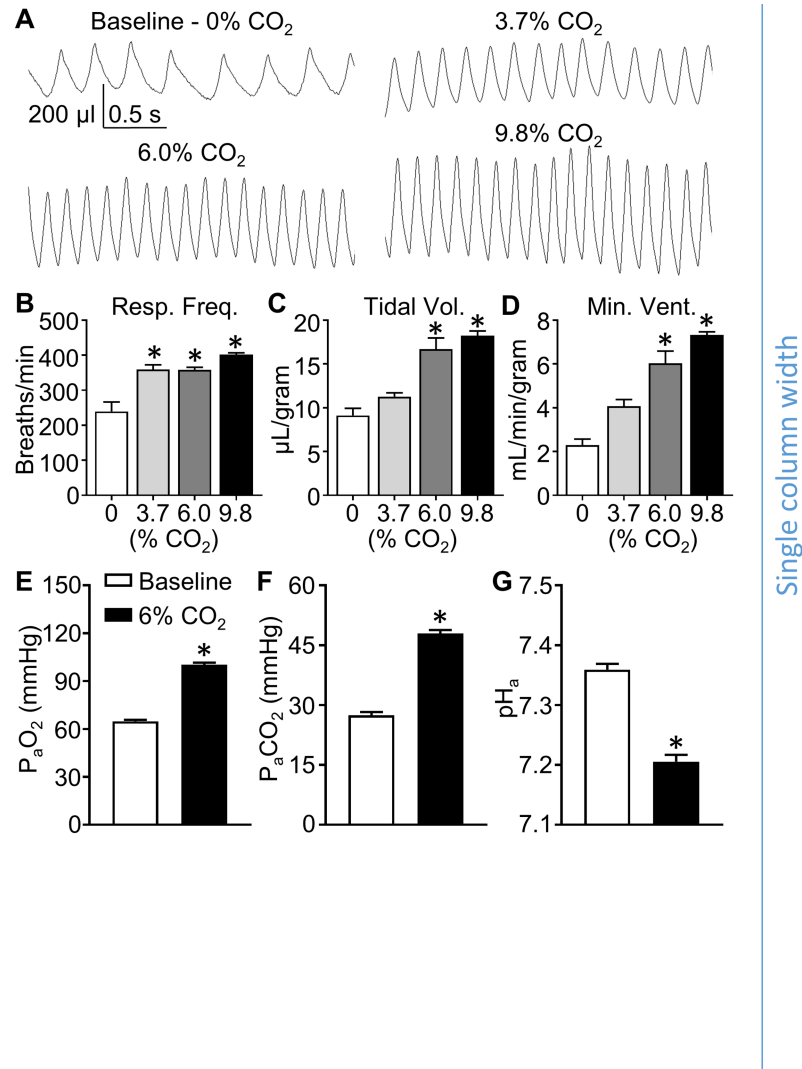 A
Baseline - 0% CO₂
3.7% CO₂
200 µl
0.5 s
6.0% CO₂
9.8% CO₂
B
Resp. Freq.
Breaths/min
500
400
300
200
100
0
*
*
*
0 3.7 6.0 9.8
(% CO₂)
C
Tidal Vol.
µL/gram
20
15
10
5
0
*
*
0 3.7 6.0 9.8
(% CO₂)
D
Min. Vent.
mL/min/gram
8
6
4
2
0
*
*
0 3.7 6.0 9.8
(% CO₂)
E
Baseline
6% CO₂
PₐO₂ (mmHg)
150
120
90
60
30
0
*
F
PₐCO₂ (mmHg)
60
45
30
15
0
*
G
pHₐ
7.5
7.4
7.3
7.2
7.1
*
Single column width